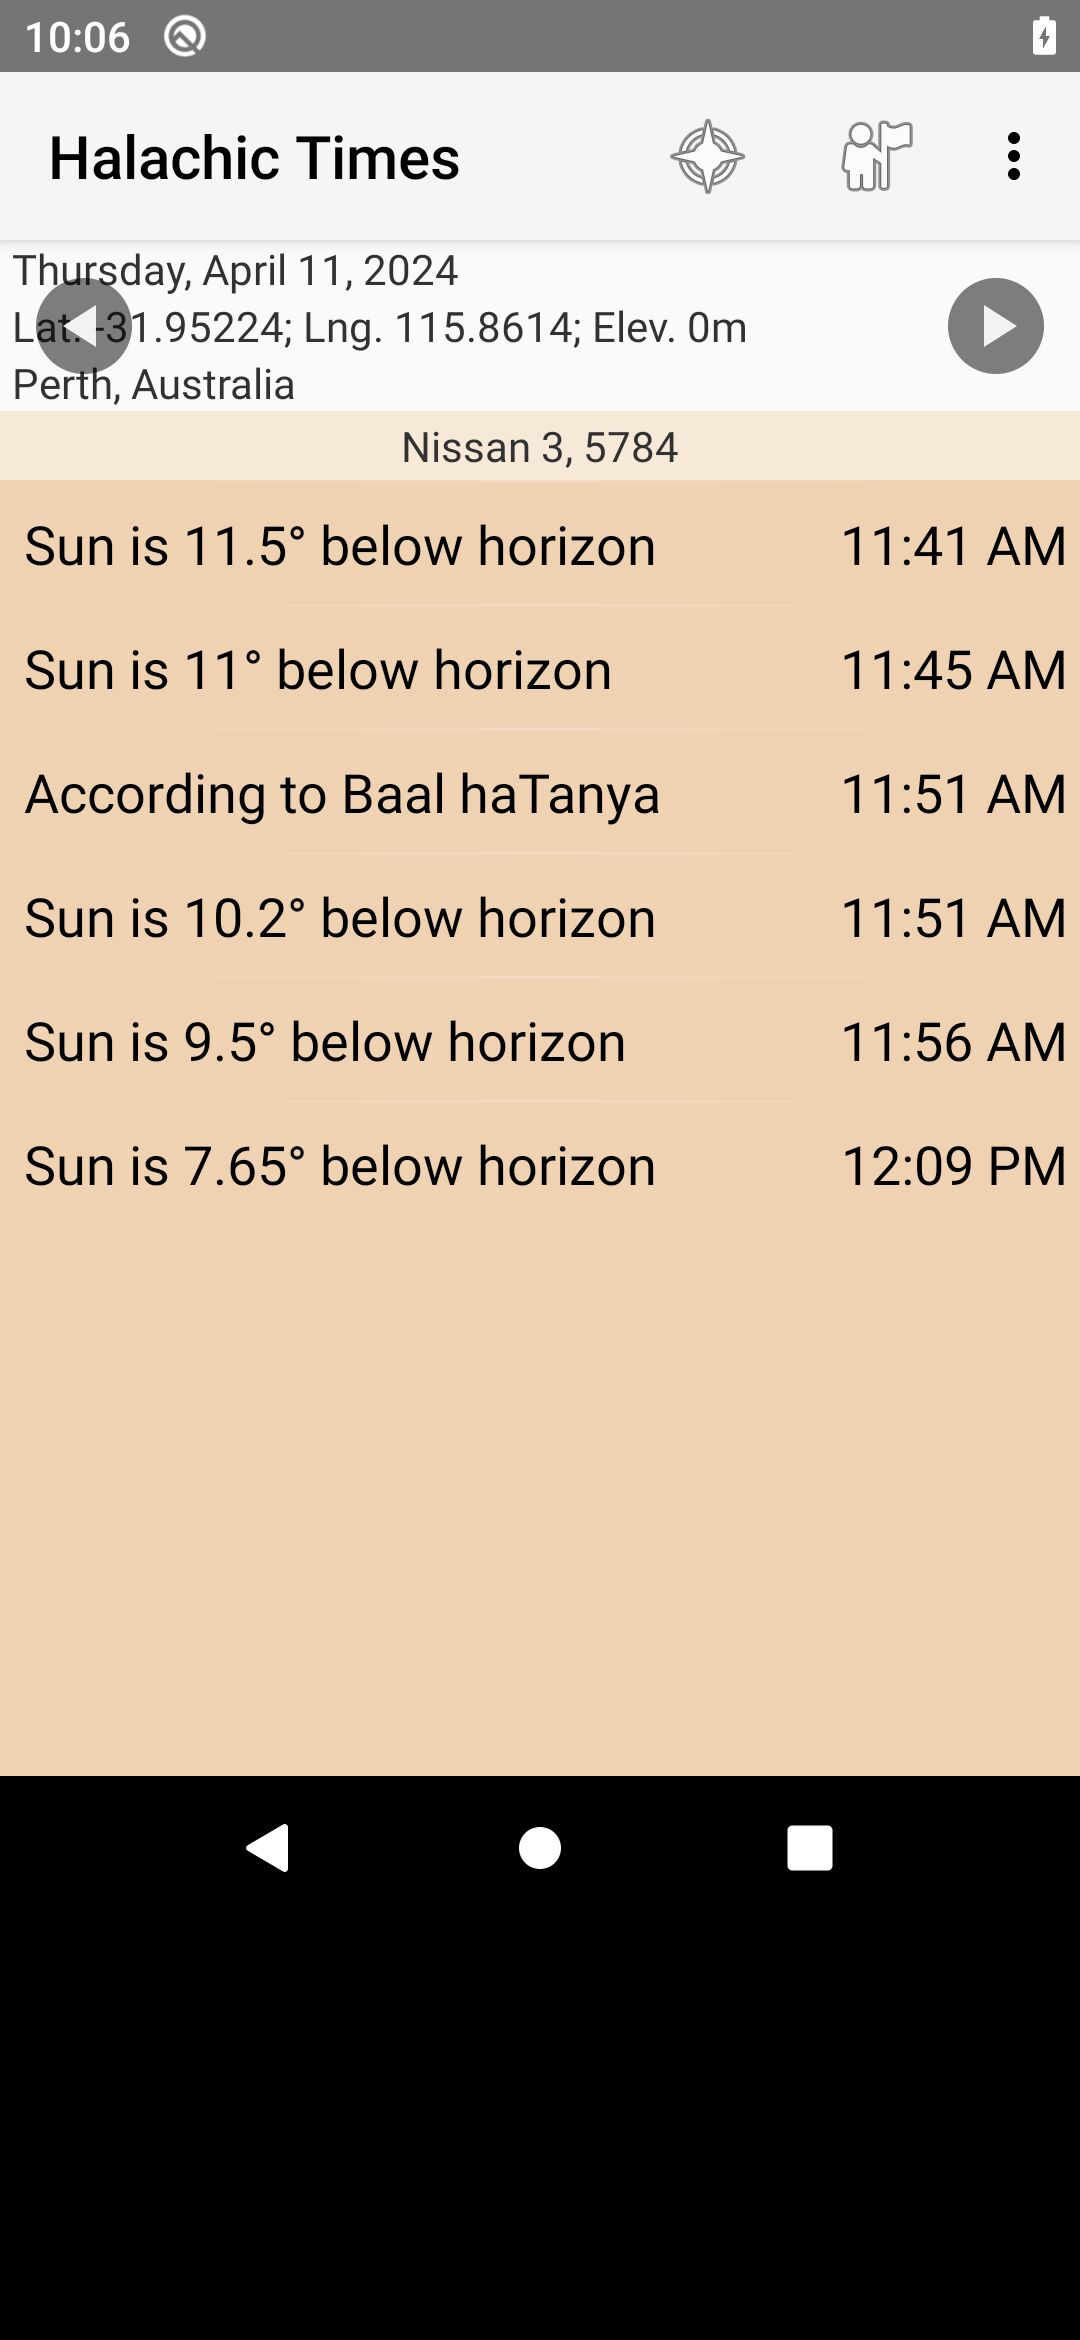 10:06
Halachic Times
Thursday, April 11, 2024
Lat. -31.95224; Lng. 115.8614; Elev. 0m
Perth, Australia
Nissan 3, 5784
Sun is 11.5° below horizon 11:41 AM
Sun is 11° below horizon 11:45 AM
According to Baal haTanya 11:51 AM
Sun is 10.2° below horizon 11:51 AM
Sun is 9.5° below horizon 11:56 AM
Sun is 7.65° below horizon 12:09 PM